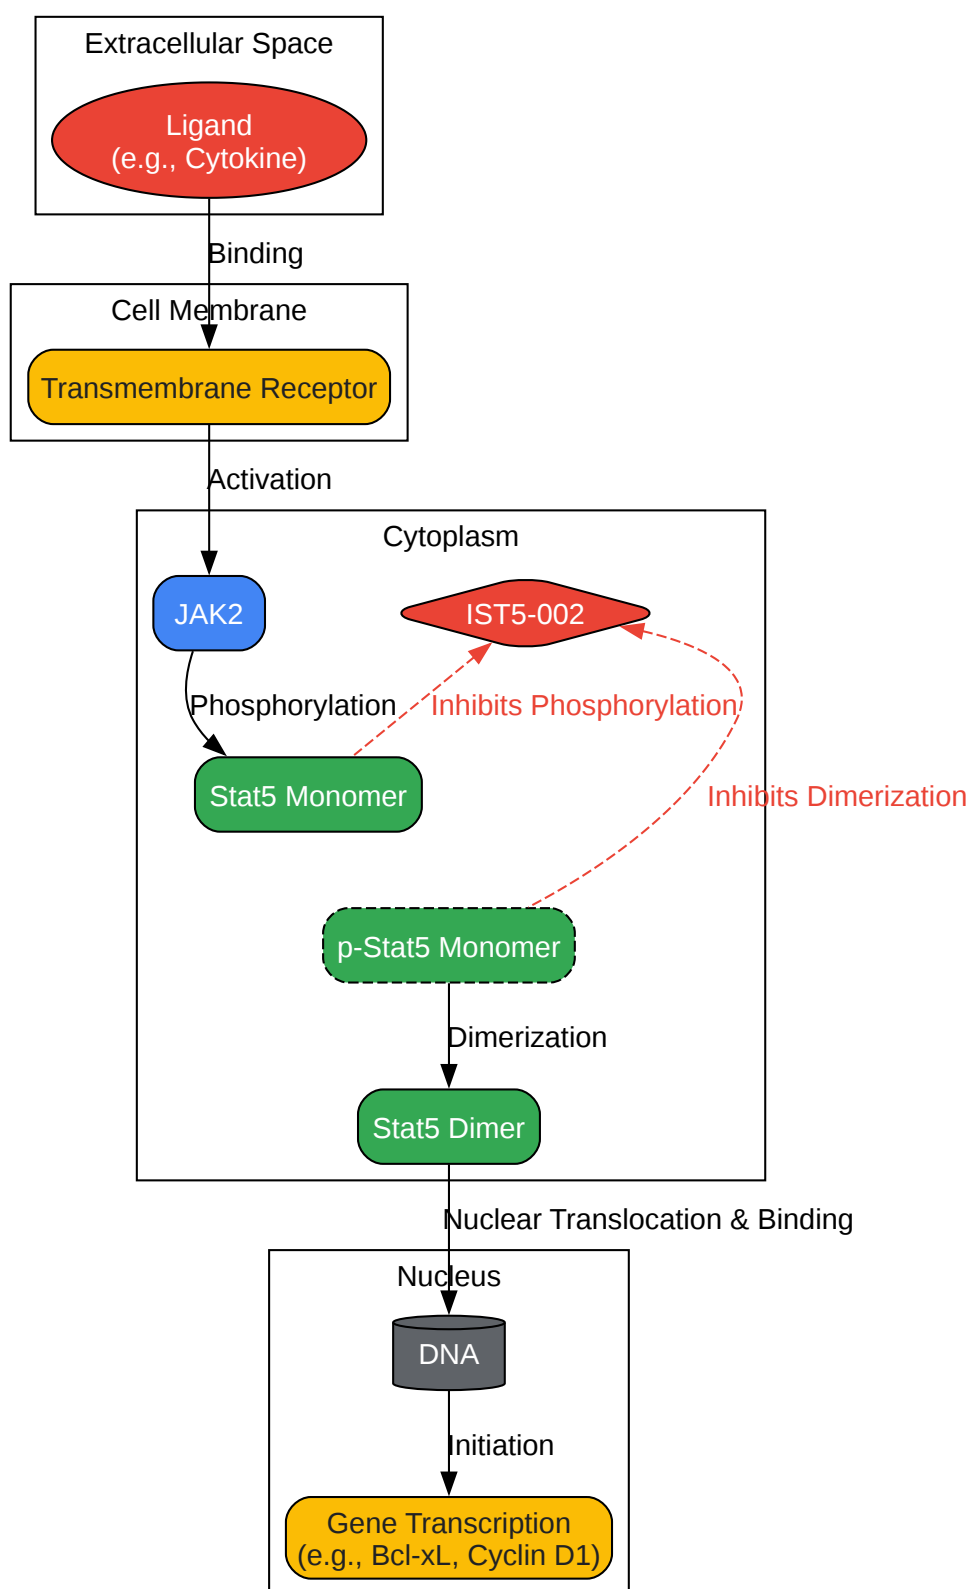 Extracellular Space
Ligand
(e.g., Cytokine)
Binding
Cell Membrane
Transmembrane Receptor
Activation
Cytoplasm
JAK2
IST5-002
Phosphorylation
Inhibits Phosphorylation
Stat5 Monomer
Inhibits Dimerization
p-Stat5 Monomer
Dimerization
Stat5 Dimer
Nuclear Translocation & Binding
Nucleus
DNA
Initiation
Gene Transcription
(e.g., Bcl-xL, Cyclin D1)